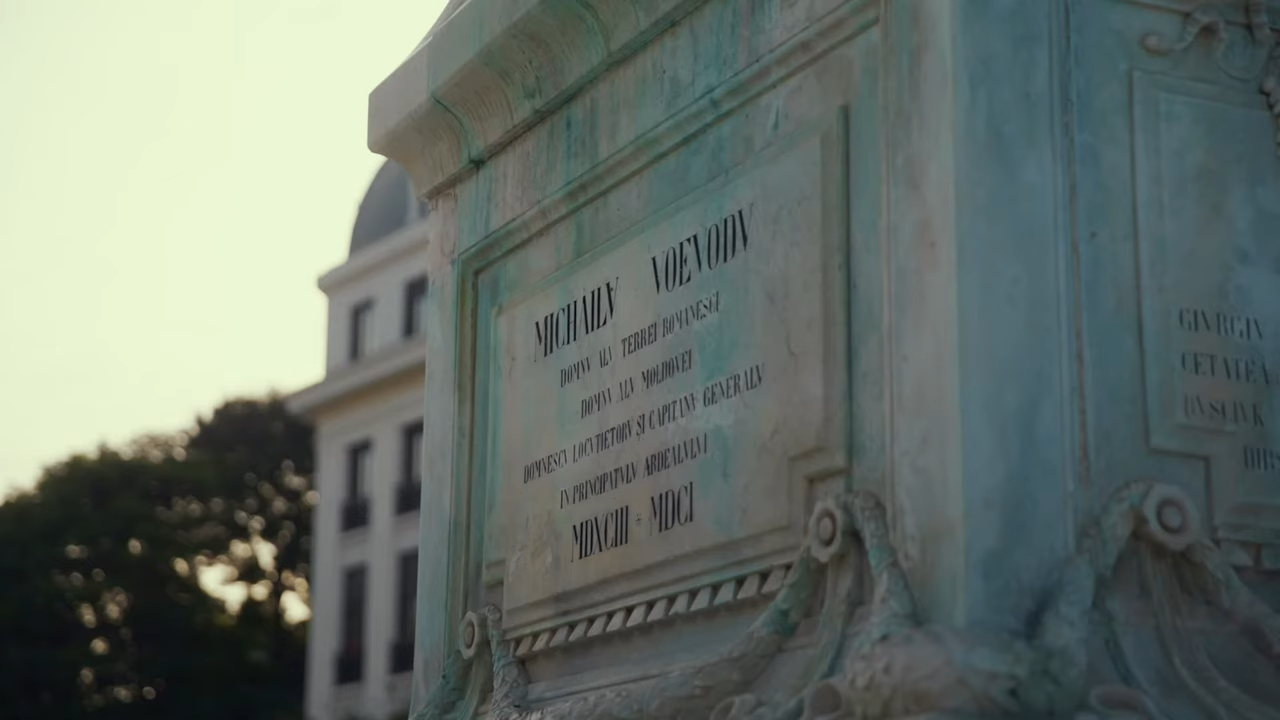 MICHAILV VOEVODV
DOMNV ALV TERREI ROMANESCI
DOMNV ALV MOLDOVEI
DOMNESCV LOCVTIETORV SI CAPITANV GENERALV
IN PRINCIPATVLV ARDEALVLVI
MDXCIII - MDCI
GIVRGIV
CETATEA